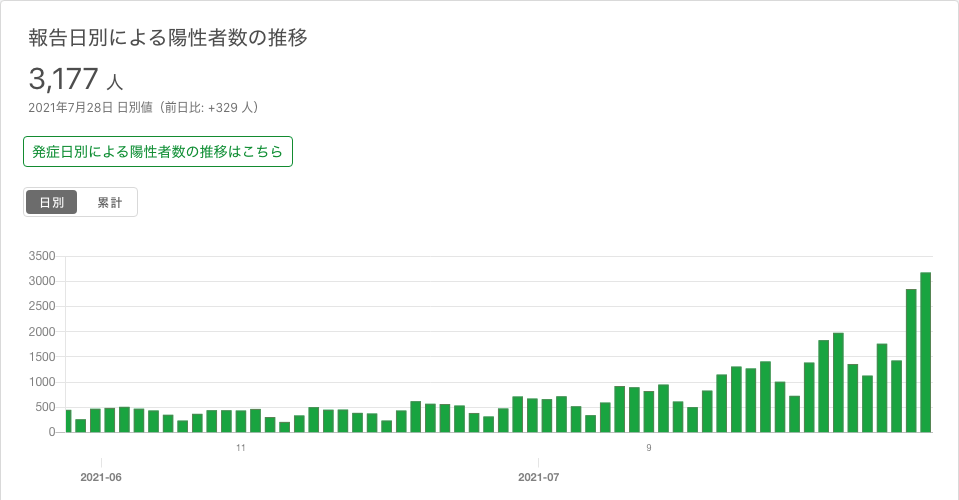 報告日別による陽性者数の推移
3,177 人
2021年7月28日 日別値（前日比: +329 人）
発症日別による陽性者数の推移はこちら
日別 累計
3500
3000
2500
2000
1500
1000
500
0
11 9
2021-06 2021-07